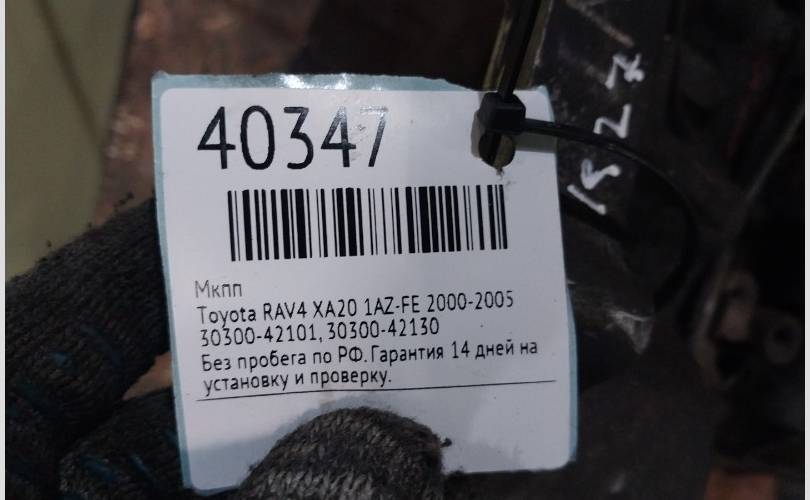 40347
Мкпп
Toyota RAV4 XA20 1AZ-FE 2000-2005
30300-42101, 30300-42130
Без пробега по РФ. Гарантия 14 дней на
установку и проверку.